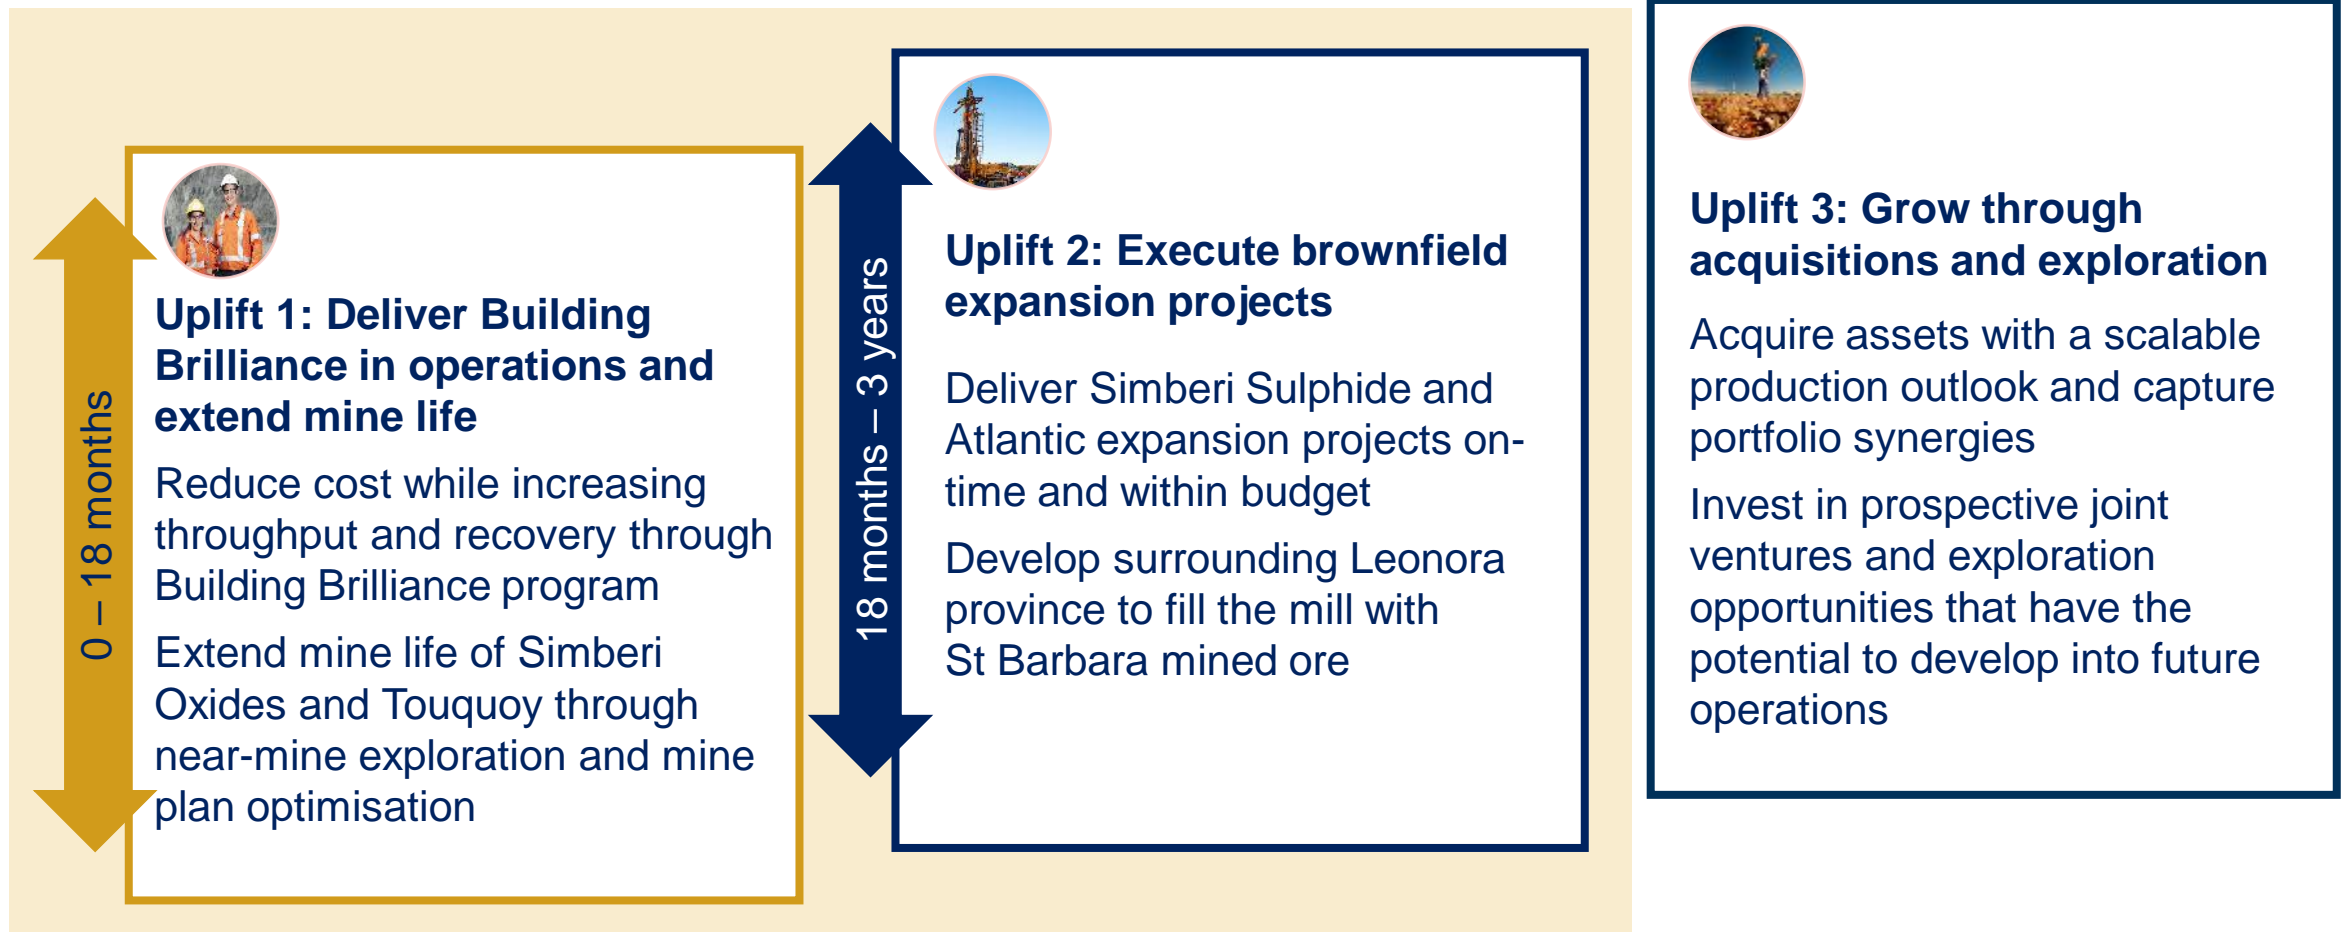 0 – 18 months
Uplift 1: Deliver Building
Brilliance in operations and
extend mine life
Reduce cost while increasing
throughput and recovery through
Building Brilliance program
Extend mine life of Simberi
Oxides and Touquoy through
near-mine exploration and mine
plan optimisation
18 months – 3 years
Uplift 2: Execute brownfield
expansion projects
Deliver Simberi Sulphide and
Atlantic expansion projects on-
time and within budget
Develop surrounding Leonora
province to fill the mill with
St Barbara mined ore
Uplift 3: Grow through
acquisitions and exploration
Acquire assets with a scalable
production outlook and capture
portfolio synergies
Invest in prospective joint
ventures and exploration
opportunities that have the
potential to develop into future
operations